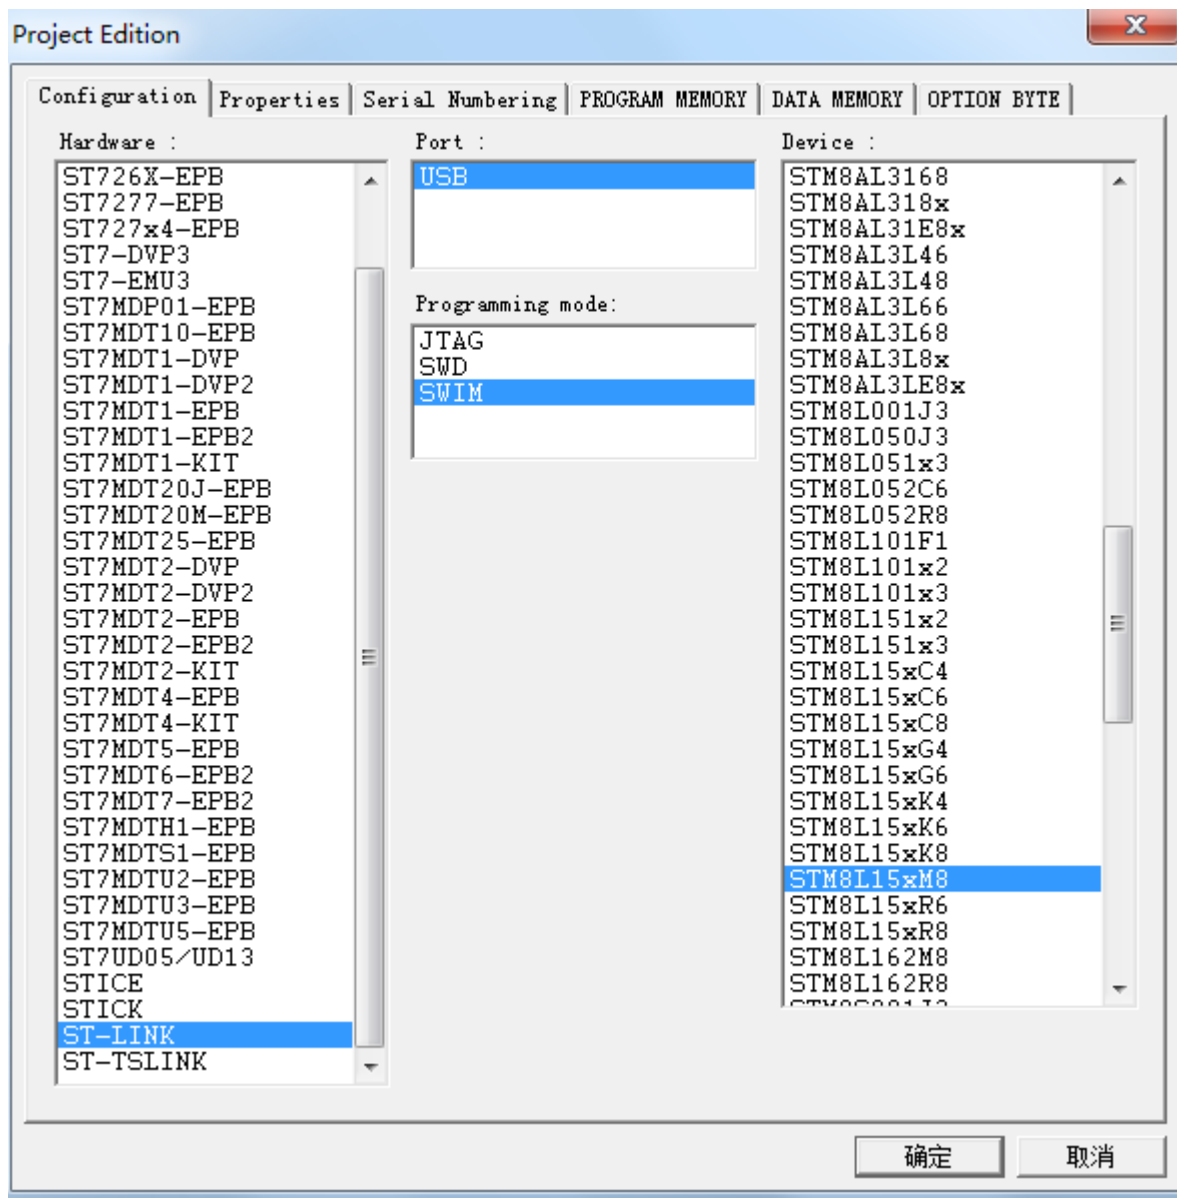 Project Edition
Configuration
Properties
Serial Numbering
PROGRAM MEMORY
DATA MEMORY
OPTION BYTE
Hardware :
ST726X-EPB
ST7277-EPB
ST727x4-EPB
ST7-DVP3
ST7-EMU3
ST7MDP01-EPB
ST7MDT10-EPB
ST7MDT1-DVP
ST7MDT1-DVP2
ST7MDT1-EPB
ST7MDT1-EPB2
ST7MDT1-KIT
ST7MDT20J-EPB
ST7MDT20M-EPB
ST7MDT25-EPB
ST7MDT2-DVP
ST7MDT2-DVP2
ST7MDT2-EPB
ST7MDT2-EPB2
ST7MDT2-KIT
ST7MDT4-EPB
ST7MDT4-KIT
ST7MDT5-EPB
ST7MDT6-EPB2
ST7MDT7-EPB2
ST7MDTH1-EPB
ST7MDTS1-EPB
ST7MDTU2-EPB
ST7MDTU3-EPB
ST7MDTU5-EPB
ST7UD05/UD13
STICE
STICK
ST-LINK
ST-TSLINK
Port :
USB
Programming mode:
JTAG
SWD
SWIM
Device :
STM8AL3168
STM8AL318x
STM8AL31E8x
STM8AL3L46
STM8AL3L48
STM8AL3L66
STM8AL3L68
STM8AL3L8x
STM8AL3LE8x
STM8L001J3
STM8L050J3
STM8L051x3
STM8L052C6
STM8L052R8
STM8L101F1
STM8L101x2
STM8L101x3
STM8L151x2
STM8L151x3
STM8L15xC4
STM8L15xC6
STM8L15xC8
STM8L15xG4
STM8L15xG6
STM8L15xK4
STM8L15xK6
STM8L15xK8
STM8L15xM8
STM8L15xR6
STM8L15xR8
STM8L162M8
STM8L162R8
确定
取消